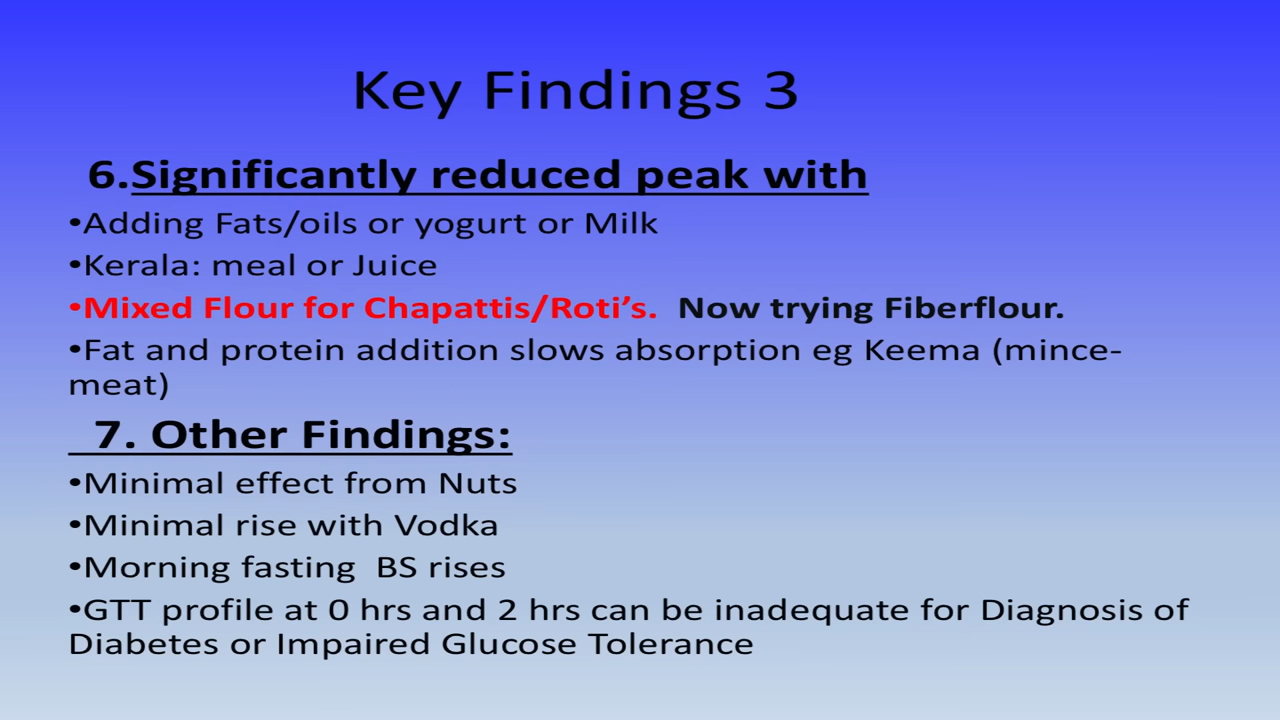 Key Findings 3
6.Significantly reduced peak with
•Adding Fats/oils or yogurt or Milk
•Kerala: meal or Juice
•Mixed Flour for Chapattis/Roti’s.  Now trying Fiberflour.
•Fat and protein addition slows absorption eg Keema (mince-
meat)
7. Other Findings:
•Minimal effect from Nuts
•Minimal rise with Vodka
•Morning fasting  BS rises
•GTT profile at 0 hrs and 2 hrs can be inadequate for Diagnosis of
Diabetes or Impaired Glucose Tolerance